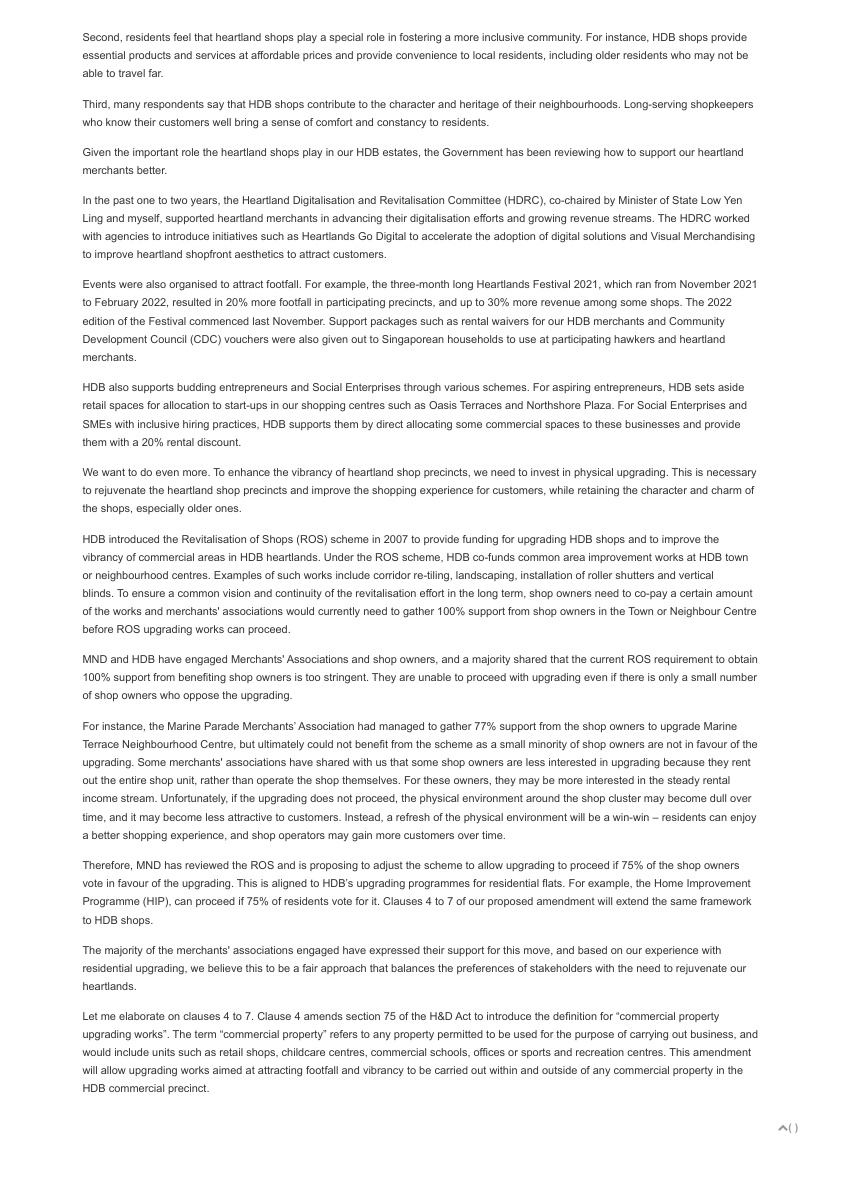 Second, residents feel that heartland shops play a special role in fostering a more inclusive community. For instance, HDB shops provide
essential products and services at affordable prices and provide convenience to local residents, including older residents who may not be
able to travel far.
Third, many respondents say that HDB shops contribute to the character and heritage of their neighbourhoods. Long-serving shopkeepers
who know their customers well bring a sense of comfort and constancy to residents.
Given the important role the heartland shops play in our HDB estates, the Government has been reviewing how to support our heartland
merchants better.
In the past one to two years, the Heartland Digitalisation and Revitalisation Committee (HDRC), co-chaired by Minister of State Low Yen
Ling and myself, supported heartland merchants in advancing their digitalisation efforts and growing revenue streams. The HDRC worked
with agencies to introduce initiatives such as Heartlands Go Digital to accelerate the adoption of digital solutions and Visual Merchandising
to improve heartland shopfront aesthetics to attract customers.
Events were also organised to attract footfall. For example, the three-month long Heartlands Festival 2021, which ran from November 2021
to February 2022, resulted in 20% more footfall in participating precincts, and up to 30% more revenue among some shops. The 2022
edition of the Festival commenced last November. Support packages such as rental waivers for our HDB merchants and Community
Development Council (CDC) vouchers were also given out to Singaporean households to use at participating hawkers and heartland
merchants.
HDB also supports budding entrepreneurs and Social Enterprises through various schemes. For aspiring entrepreneurs, HDB sets aside
retail spaces for allocation to start-ups in our shopping centres such as Oasis Terraces and Northshore Plaza. For Social Enterprises and
SMEs with inclusive hiring practices, HDB supports them by direct allocating some commercial spaces to these businesses and provide
them with a 20% rental discount.
We want to do even more. To enhance the vibrancy of heartland shop precincts, we need to invest in physical upgrading. This is necessary
to rejuvenate the heartland shop precincts and improve the shopping experience for customers, while retaining the character and charm of
the shops, especially older ones.
HDB introduced the Revitalisation of Shops (ROS) scheme in 2007 to provide funding for upgrading HDB shops and to improve the
vibrancy of commercial areas in HDB heartlands. Under the ROS scheme, HDB co-funds common area improvement works at HDB town
or neighbourhood centres. Examples of such works include corridor re-tiling, landscaping, installation of roller shutters and vertical
blinds. To ensure a common vision and continuity of the revitalisation effort in the long term, shop owners need to co-pay a certain amount
of the works and merchants' associations would currently need to gather 100% support from shop owners in the Town or Neighbour Centre
before ROS upgrading works can proceed.
MND and HDB have engaged Merchants' Associations and shop owners, and a majority shared that the current ROS requirement to obtain
100% support from benefiting shop owners is too stringent. They are unable to proceed with upgrading even if there is only a small number
of shop owners who oppose the upgrading.
For instance, the Marine Parade Merchants' Association had managed to gather 77% support from the shop owners to upgrade Marine
Terrace Neighbourhood Centre, but ultimately could not benefit from the scheme as a small minority of shop owners are not in favour of the
upgrading. Some merchants' associations have shared with us that some shop owners are less interested in upgrading because they rent
out the entire shop unit, rather than operate the shop themselves. For these owners, they may be more interested in the steady rental
income stream. Unfortunately, if the upgrading does not proceed, the physical environment around the shop cluster may become dull over
time, and it may become less attractive to customers. Instead, a refresh of the physical environment will be a win-win – residents can enjoy
a better shopping experience, and shop operators may gain more customers over time.
Therefore, MND has reviewed the ROS and is proposing to adjust the scheme to allow upgrading to proceed if 75% of the shop owners
vote in favour of the upgrading. This is aligned to HDB's upgrading programmes for residential flats. For example, the Home Improvement
Programme (HIP), can proceed if 75% of residents vote for it. Clauses 4 to 7 of our proposed amendment will extend the same framework
to HDB shops.
The majority of the merchants' associations engaged have expressed their support for this move, and based on our experience with
residential upgrading, we believe this to be a fair approach that balances the preferences of stakeholders with the need to rejuvenate our
heartlands.
Let me elaborate on clauses 4 to 7. Clause 4 amends section 75 of the H&D Act to introduce the definition for “commercial property
upgrading works”. The term “commercial property” refers to any property permitted to be used for the purpose of carrying out business, and
would include units such as retail shops, childcare centres, commercial schools, offices or sports and recreation centres. This amendment
will allow upgrading works aimed at attracting footfall and vibrancy to be carried out within and outside of any commercial property in the
HDB commercial precinct.
( )